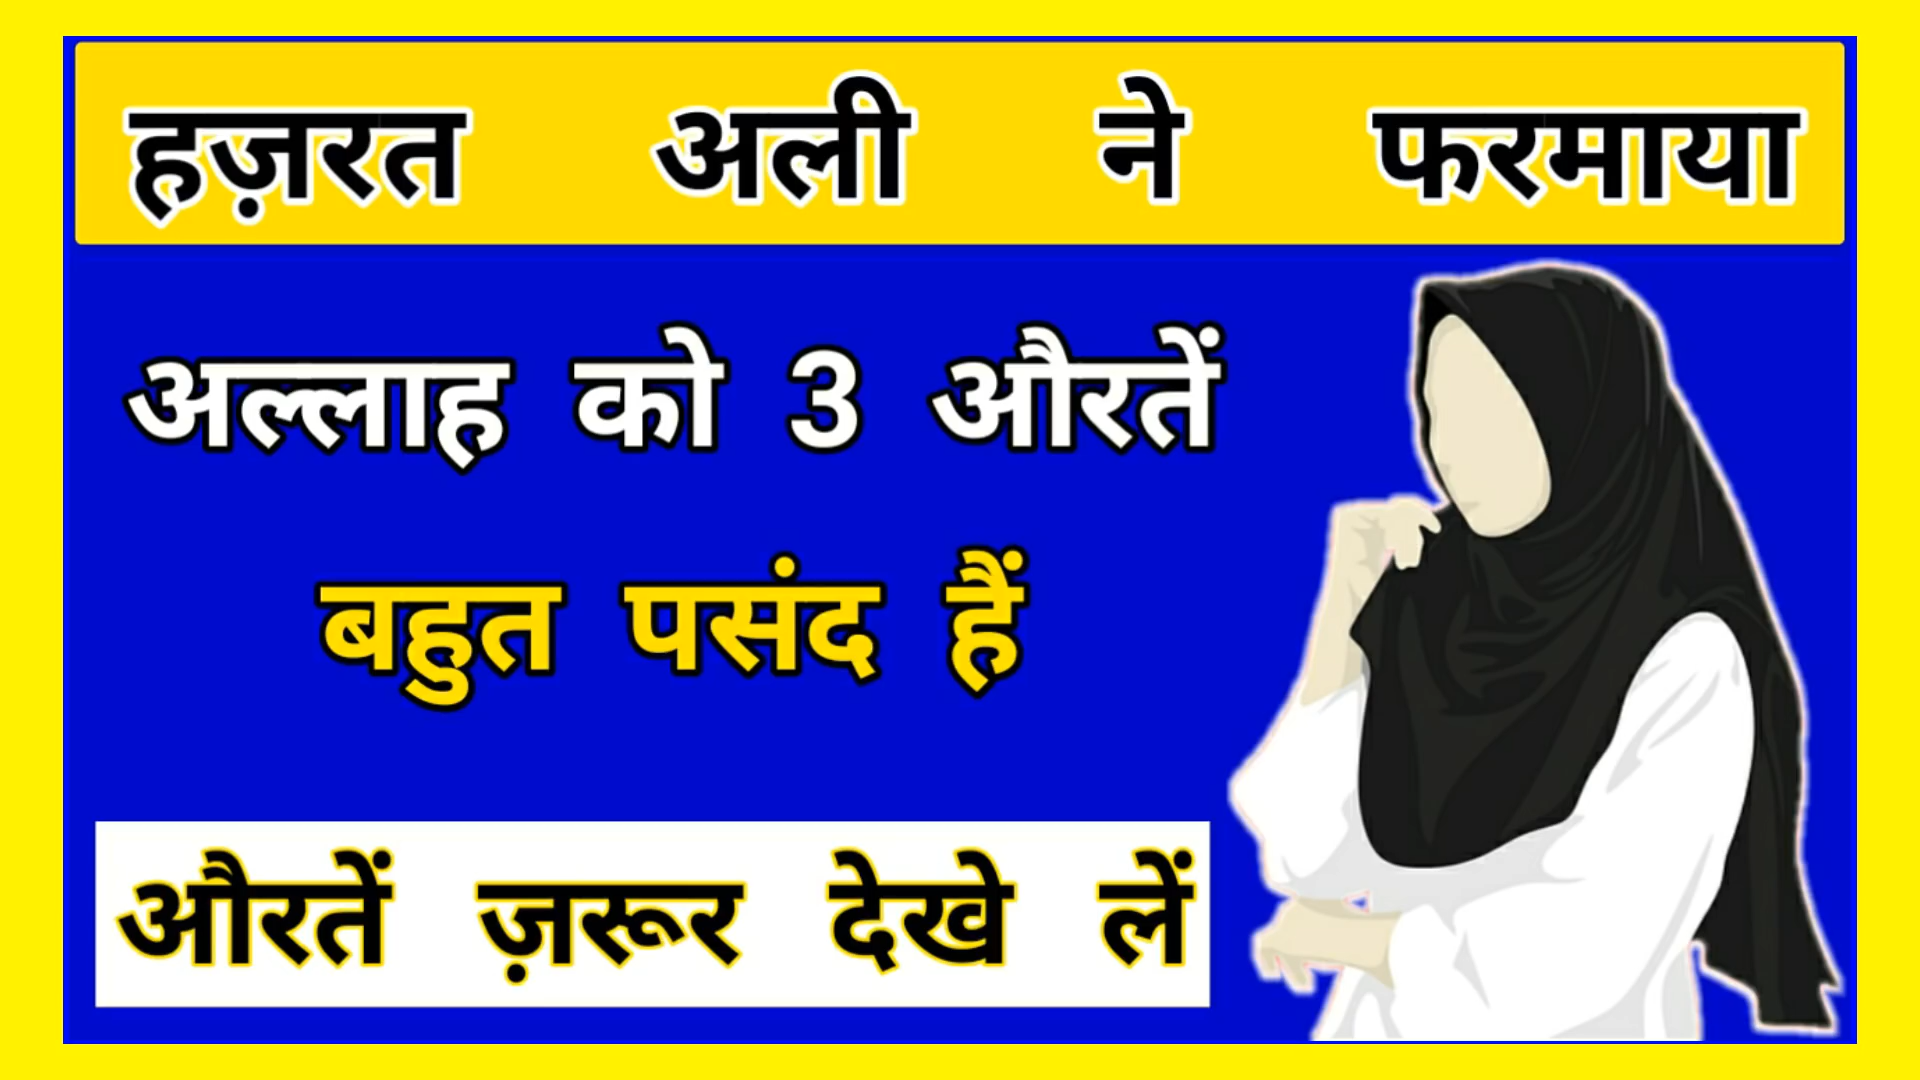 हज़रत अली ने फरमाया
अल्लाह को 3 औरतें
बहुत पसंद हैं
औरतें ज़रूर देखे लें